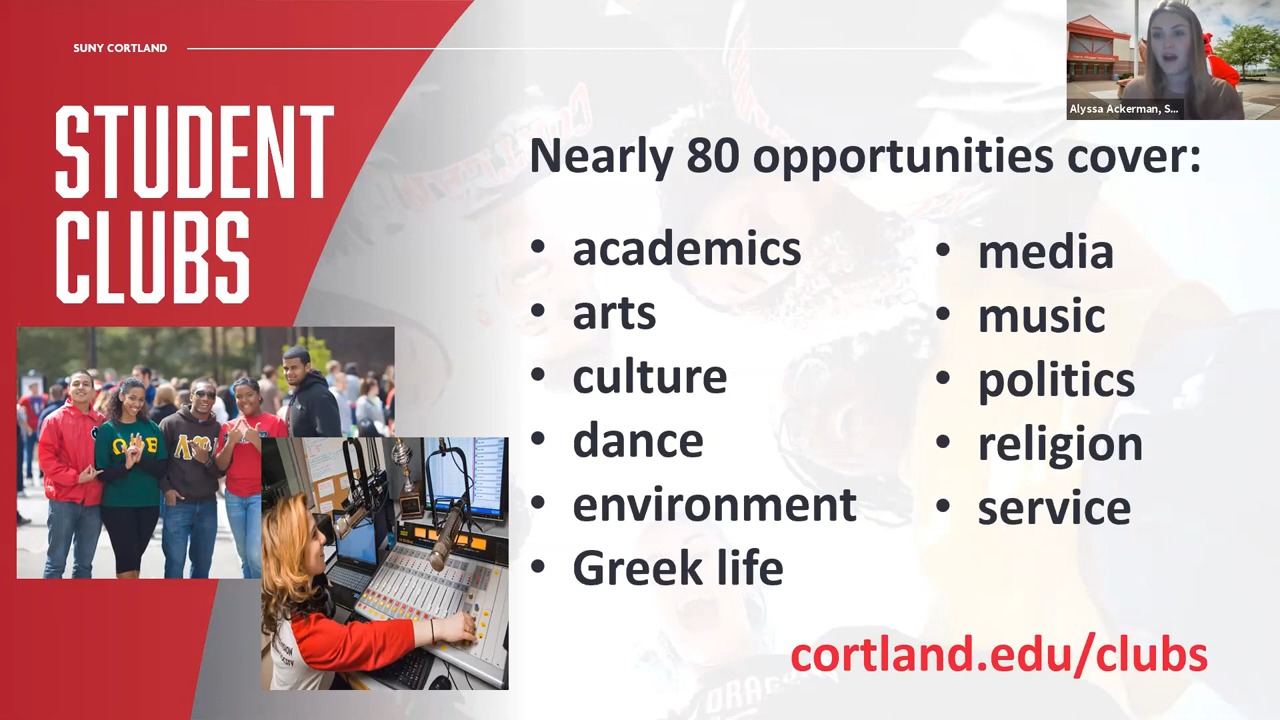 SUNY CORTLAND
STUDENT
CLUBS
Nearly 80 opportunities cover:
• academics
• arts
• culture
• dance
• environment
• Greek life
• media
• music
• politics
• religion
• service
cortland.edu/clubs
Alyssa Ackerman, S...